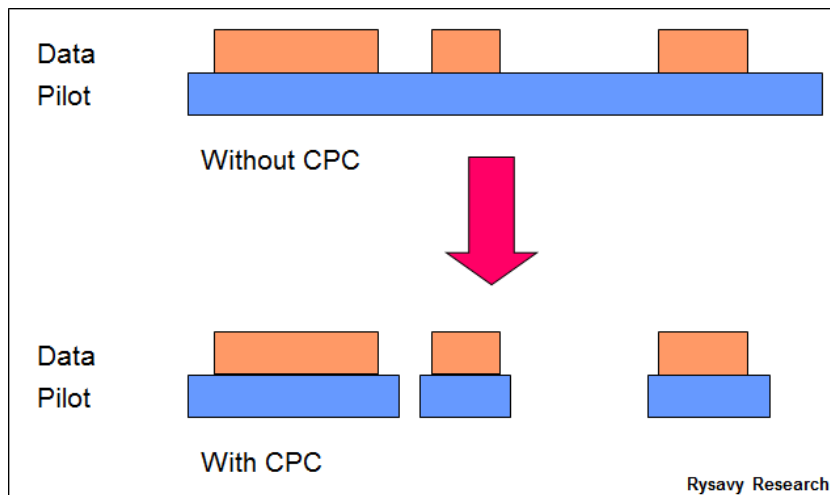 Data
Pilot
Without CPC
Data
Pilot
With CPC
Rysavy Research